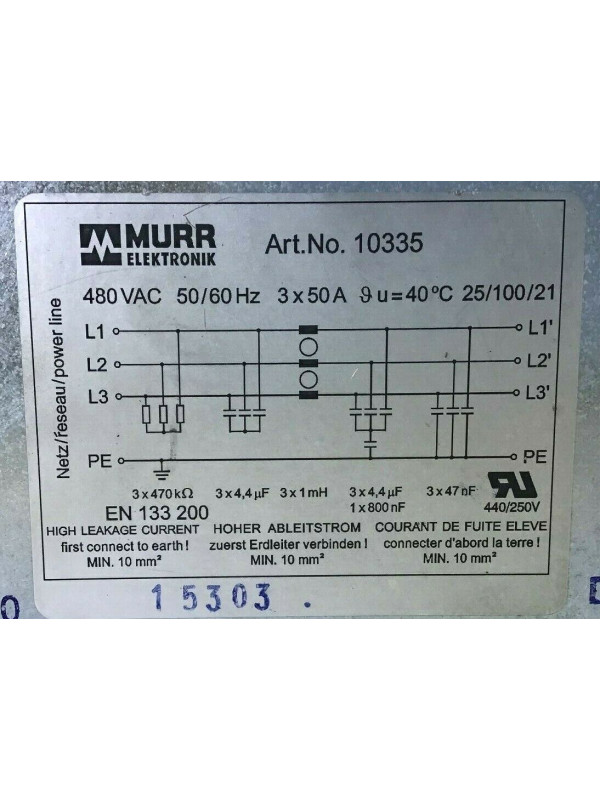 MURR
ELEKTRONIK
Art.No. 10335
480 VAC 50/60 Hz 3 x 50 A ϑ u = 40 °C 25/100/21
Netz/reseau/power line
L1 L1'
L2 L2'
L3 L3'
PE PE
3 x 470 kΩ 3 x 4,4 µF 3 x 1 mH 3 x 4,4 µF 3 x 47 nF
1 x 800 nF
440/250V
EN 133 200
HIGH LEAKAGE CURRENT HOHER ABLEITSTROM COURANT DE FUITE ELEVE
first connect to earth ! zuerst Erdleiter verbinden ! connecter d'abord la terre !
MIN. 10 mm² MIN. 10 mm² MIN. 10 mm²
15303 .